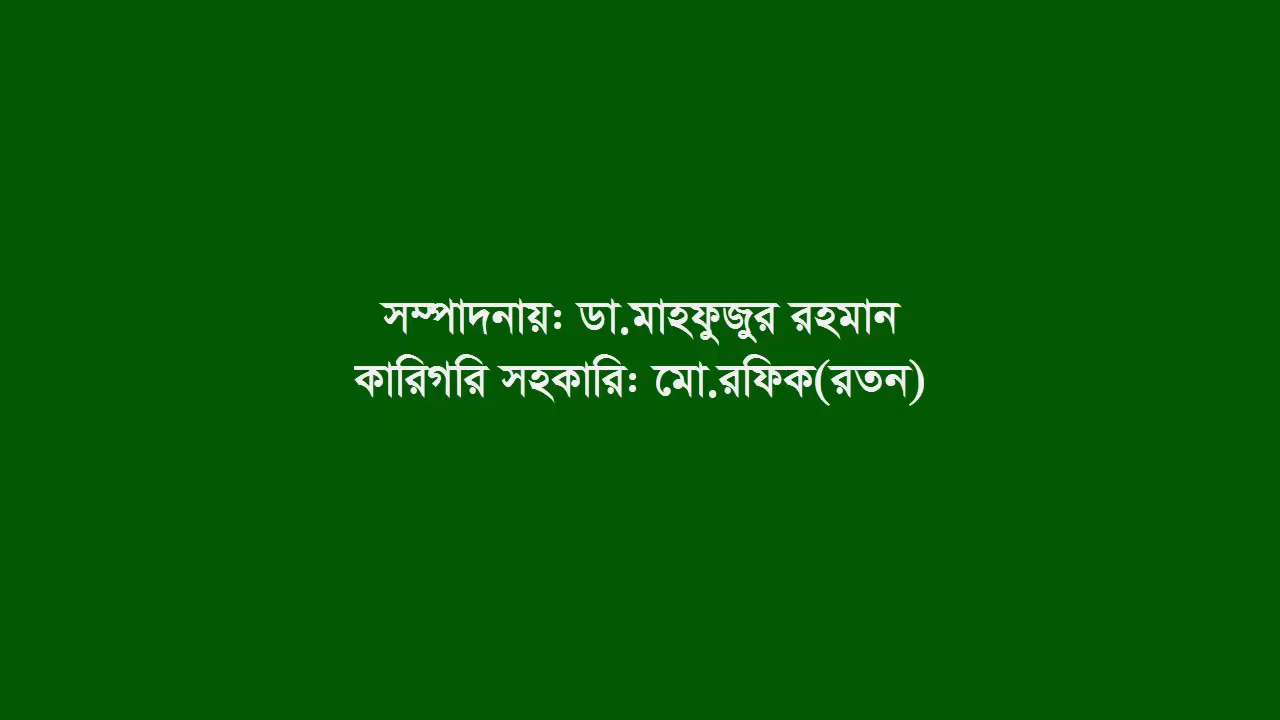 সম্পাদনায়ঃ ডা.মাহফুজুর রহমান
কারিগরি সহকারিঃ মো.রফিক(রতন)